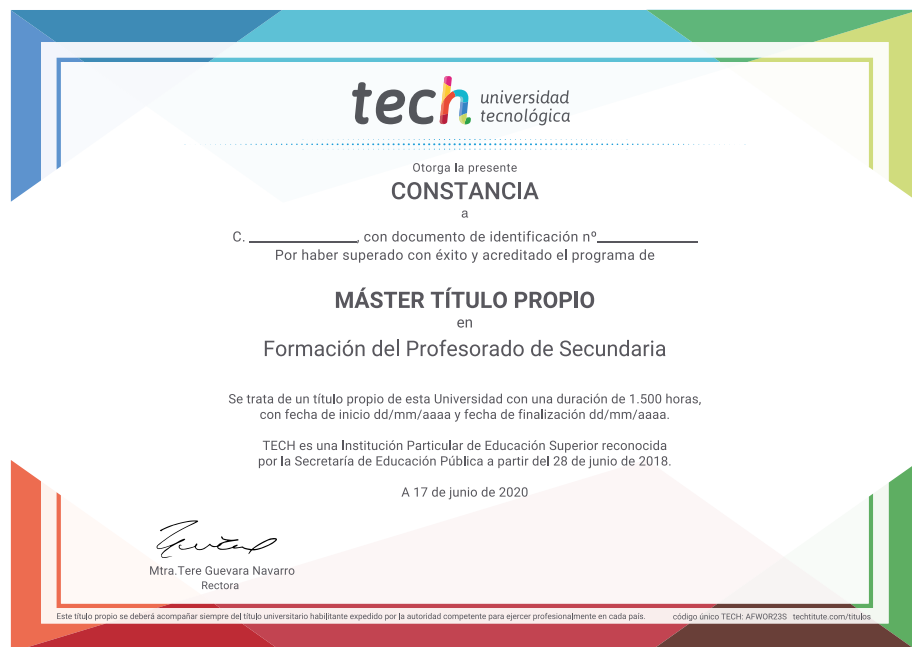 tech universidad
tecnológica
Otorga la presente
CONSTANCIA
a
C. ____________, con documento de identificación nº____________
Por haber superado con éxito y acreditado el programa de
MÁSTER TÍTULO PROPIO
en
Formación del Profesorado de Secundaria
Se trata de un título propio de esta Universidad con una duración de 1.500 horas,
con fecha de inicio dd/mm/aaaa y fecha de finalización dd/mm/aaaa.
TECH es una Institución Particular de Educación Superior reconocida
por la Secretaría de Educación Pública a partir del 28 de junio de 2018.
A 17 de junio de 2020
Mtra.Tere Guevara Navarro
Rectora
Este título propio se deberá acompañar siempre del título universitario habilitante expedido por la autoridad competente para ejercer profesionalmente en cada país. código único TECH: AFWOR23S techtitute.com/titulos